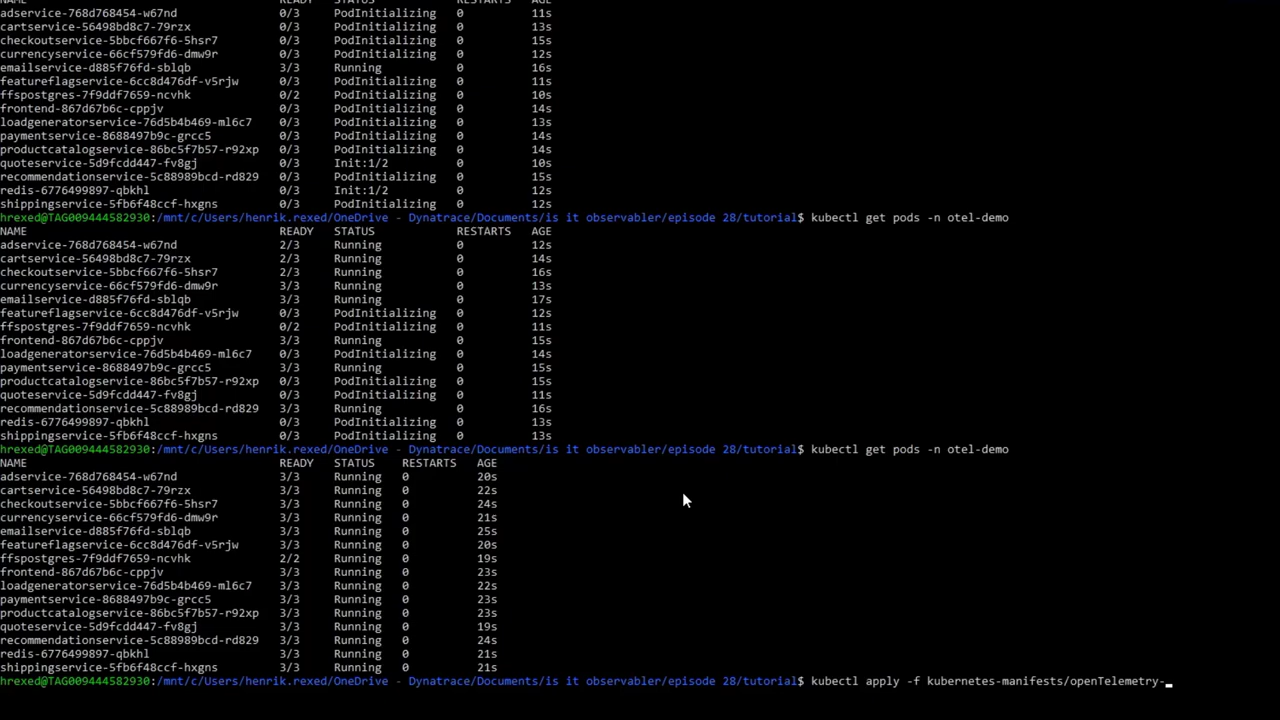 NAME READY STATUS RESTARTS AGE
adservice-768d768454-w67nd 0/3 PodInitializing 0 11s
cartservice-56498bd8c7-79rzx 0/3 PodInitializing 0 13s
checkoutservice-5bbcf667f6-5hsr7 0/3 PodInitializing 0 15s
currencyservice-66cf579fd6-dmw9r 0/3 PodInitializing 0 12s
emailservice-d885f76fd-sblqb 3/3 Running 0 16s
featureflagservice-6cc8d476df-v5rjw 0/3 PodInitializing 0 11s
ffspostgres-7f9ddf7659-ncvhk 0/2 PodInitializing 0 10s
frontend-867d67b6c-cppjv 0/3 PodInitializing 0 14s
loadgeneratorservice-76d5b4b469-ml6c7 0/3 PodInitializing 0 13s
paymentservice-8688497b9c-grcc5 0/3 PodInitializing 0 14s
productcatalogservice-86bc5f7b57-r92xp 0/3 PodInitializing 0 14s
quoteservice-5d9fcdd447-fv8gj 0/3 Init:1/2 0 10s
recommendationservice-5c88989bcd-rd829 0/3 PodInitializing 0 15s
redis-6776499897-qbkhl 0/3 Init:1/2 0 12s
shippingservice-5fb6f48ccf-hxgns 0/3 PodInitializing 0 12s
hrexed@TAG009444582930:/mnt/c/Users/henrik.rexed/OneDrive - Dynatrace/Documents/is it observabler/episode 28/tutorial$ kubectl get pods -n otel-demo
NAME READY STATUS RESTARTS AGE
adservice-768d768454-w67nd 2/3 Running 0 12s
cartservice-56498bd8c7-79rzx 2/3 Running 0 14s
checkoutservice-5bbcf667f6-5hsr7 2/3 Running 0 16s
currencyservice-66cf579fd6-dmw9r 3/3 Running 0 13s
emailservice-d885f76fd-sblqb 3/3 Running 0 17s
featureflagservice-6cc8d476df-v5rjw 0/3 PodInitializing 0 12s
ffspostgres-7f9ddf7659-ncvhk 0/2 PodInitializing 0 11s
frontend-867d67b6c-cppjv 3/3 Running 0 15s
loadgeneratorservice-76d5b4b469-ml6c7 0/3 PodInitializing 0 14s
paymentservice-8688497b9c-grcc5 3/3 Running 0 15s
productcatalogservice-86bc5f7b57-r92xp 0/3 PodInitializing 0 15s
quoteservice-5d9fcdd447-fv8gj 0/3 PodInitializing 0 11s
recommendationservice-5c88989bcd-rd829 3/3 Running 0 16s
redis-6776499897-qbkhl 0/3 PodInitializing 0 13s
shippingservice-5fb6f48ccf-hxgns 0/3 PodInitializing 0 13s
hrexed@TAG009444582930:/mnt/c/Users/henrik.rexed/OneDrive - Dynatrace/Documents/is it observabler/episode 28/tutorial$ kubectl get pods -n otel-demo
NAME READY STATUS RESTARTS AGE
adservice-768d768454-w67nd 3/3 Running 0 20s
cartservice-56498bd8c7-79rzx 3/3 Running 0 22s
checkoutservice-5bbcf667f6-5hsr7 3/3 Running 0 24s
currencyservice-66cf579fd6-dmw9r 3/3 Running 0 21s
emailservice-d885f76fd-sblqb 3/3 Running 0 25s
featureflagservice-6cc8d476df-v5rjw 3/3 Running 0 20s
ffspostgres-7f9ddf7659-ncvhk 2/2 Running 0 19s
frontend-867d67b6c-cppjv 3/3 Running 0 23s
loadgeneratorservice-76d5b4b469-ml6c7 3/3 Running 0 22s
paymentservice-8688497b9c-grcc5 3/3 Running 0 23s
productcatalogservice-86bc5f7b57-r92xp 3/3 Running 0 23s
quoteservice-5d9fcdd447-fv8gj 3/3 Running 0 19s
recommendationservice-5c88989bcd-rd829 3/3 Running 0 24s
redis-6776499897-qbkhl 3/3 Running 0 21s
shippingservice-5fb6f48ccf-hxgns 3/3 Running 0 21s
hrexed@TAG009444582930:/mnt/c/Users/henrik.rexed/OneDrive - Dynatrace/Documents/is it observabler/episode 28/tutorial$ kubectl apply -f kubernetes-manifests/openTelemetry-_